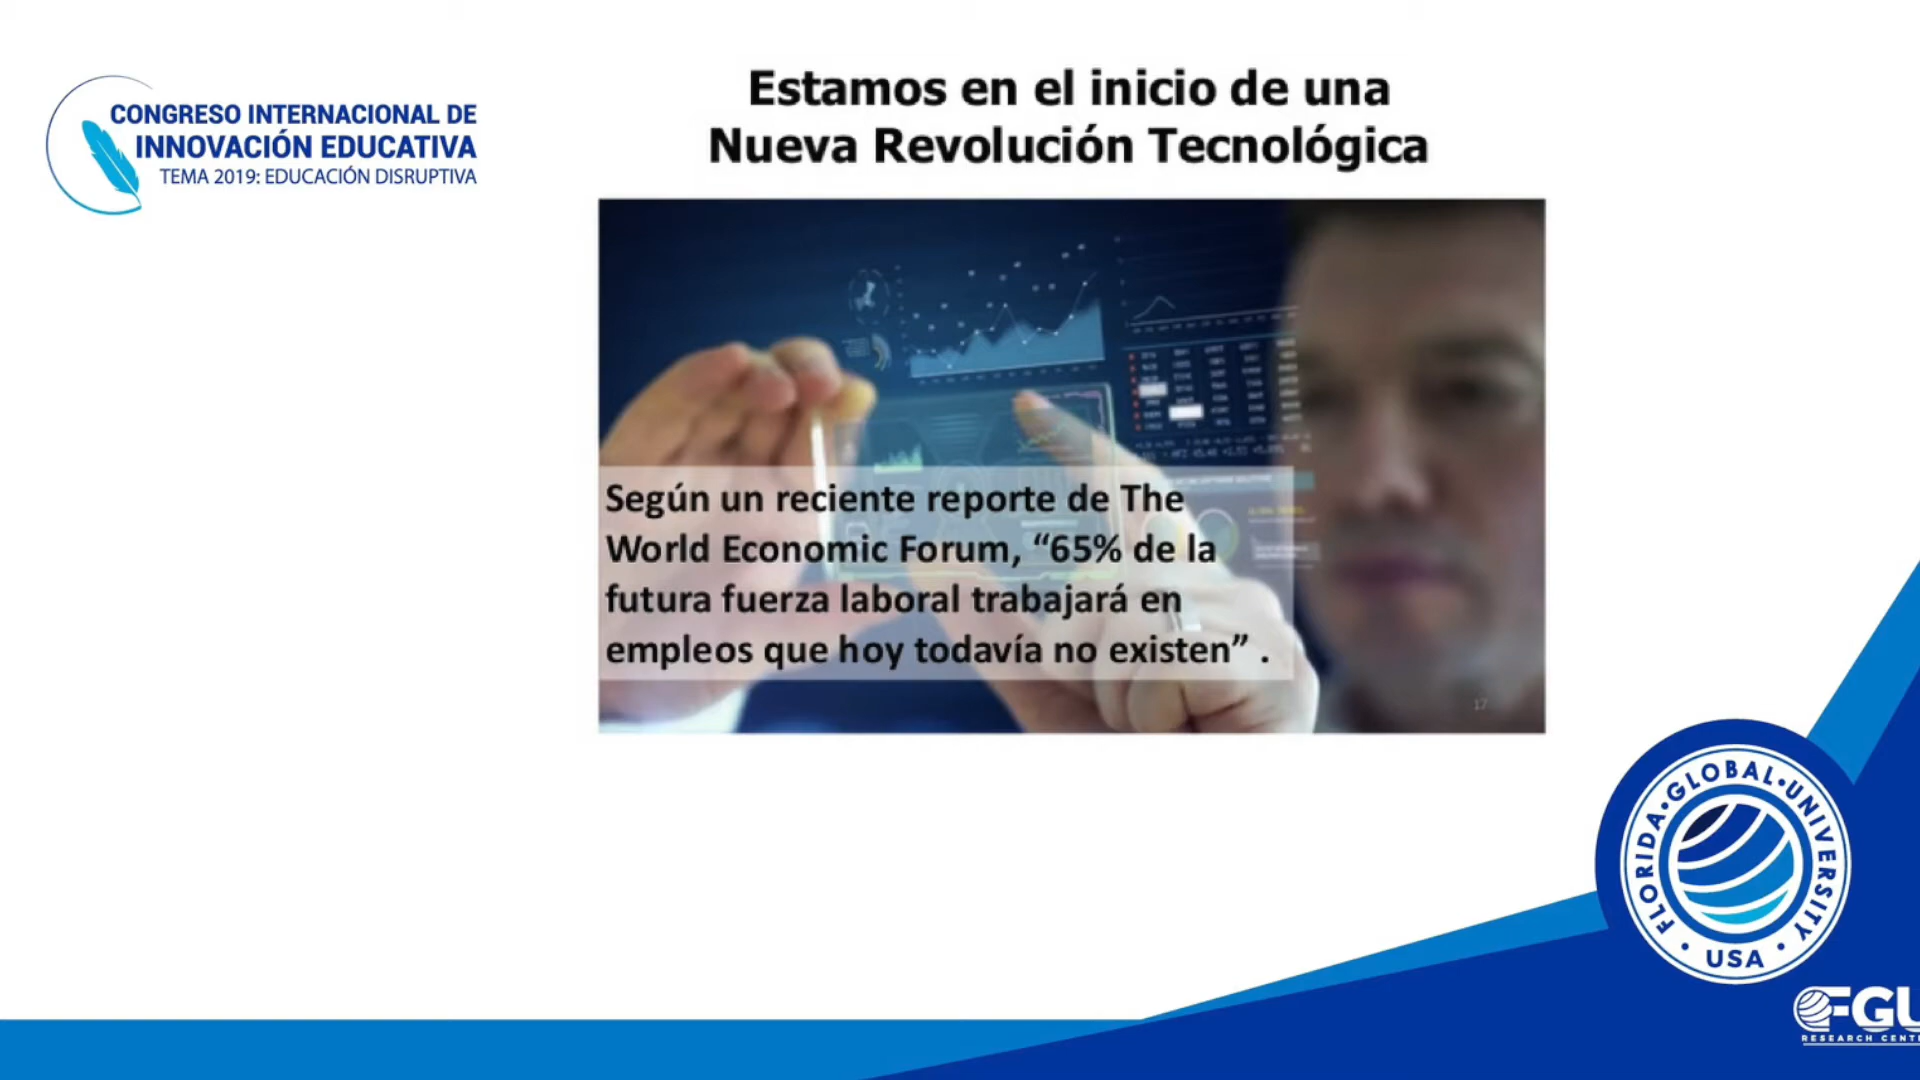 CONGRESO INTERNACIONAL DE
INNOVACIÓN EDUCATIVA
TEMA 2019: EDUCACIÓN DISRUPTIVA
Estamos en el inicio de una
Nueva Revolución Tecnológica
Según un reciente reporte de The
World Economic Forum, “65% de la
futura fuerza laboral trabajará en
empleos que hoy todavía no existen” .
17
FLORIDA•GLOBAL•UNIVERSITY
• USA •
FGU
RESEARCH